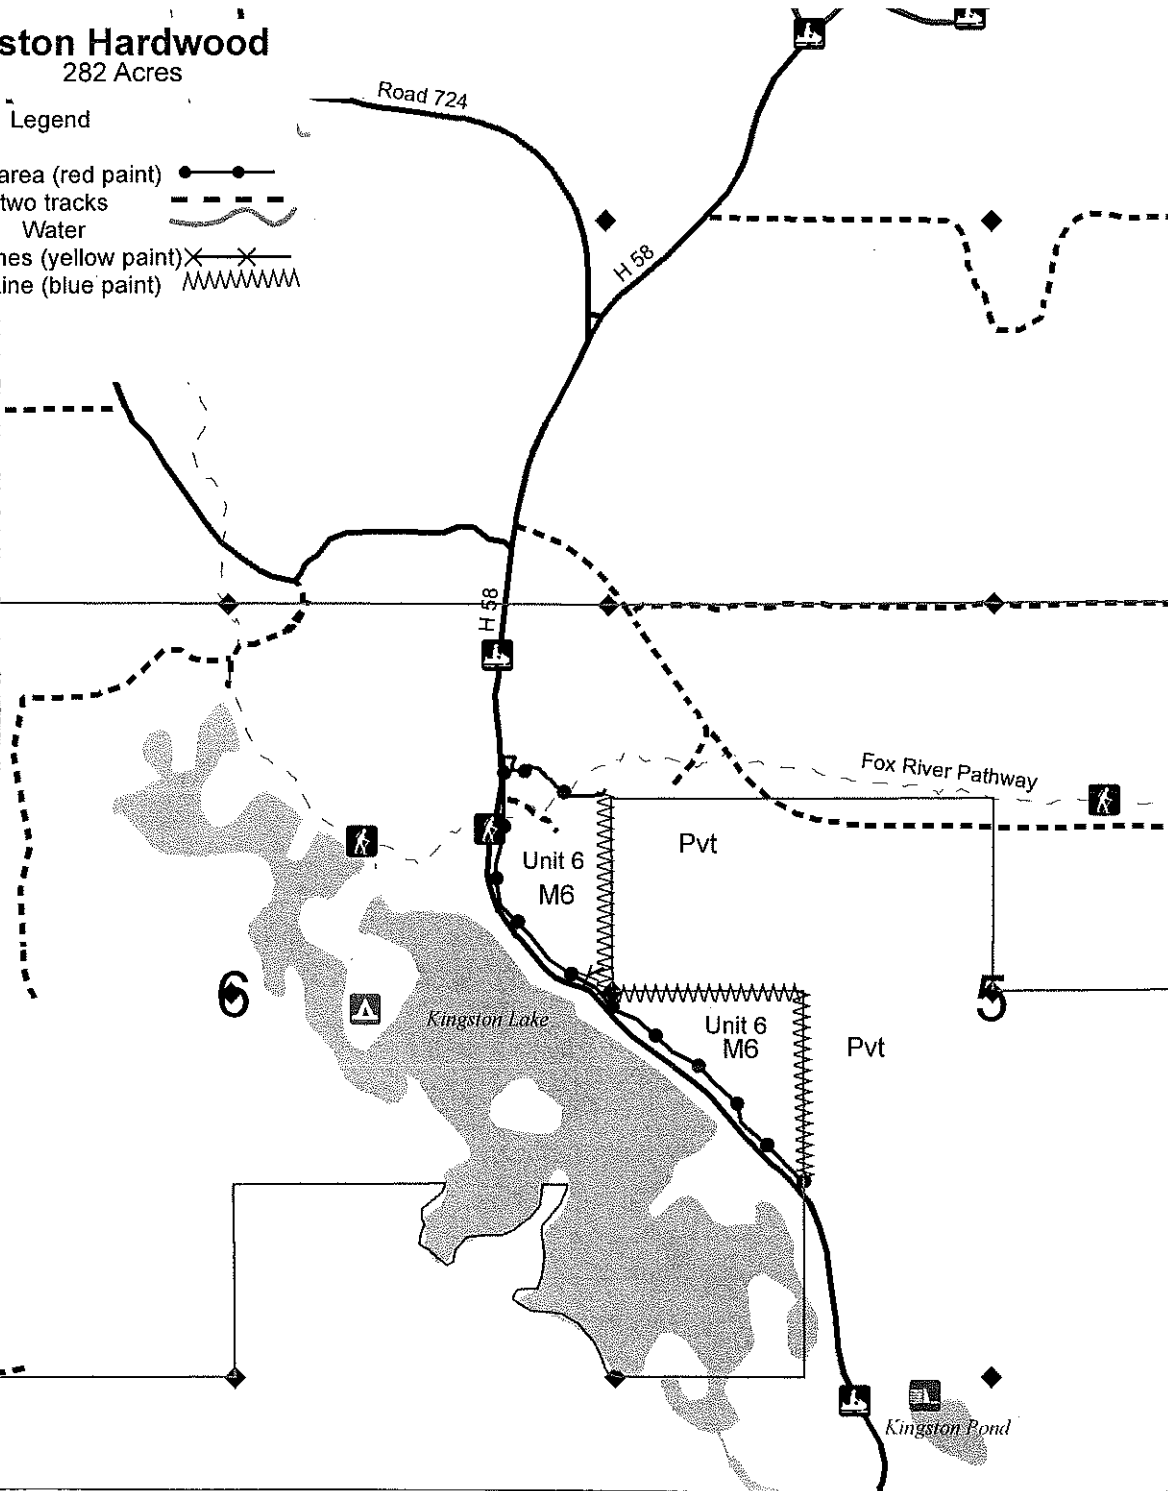 ston Hardwood
282 Acres
Legend
area (red paint)
two tracks
Water
nes (yellow paint)
ine (blue paint)
Road 724
H 58
H 58
Fox River Pathway
Pvt
Unit 6
M6
6
5
Kingston Lake
Unit 6
M6
Pvt
Kingston Pond